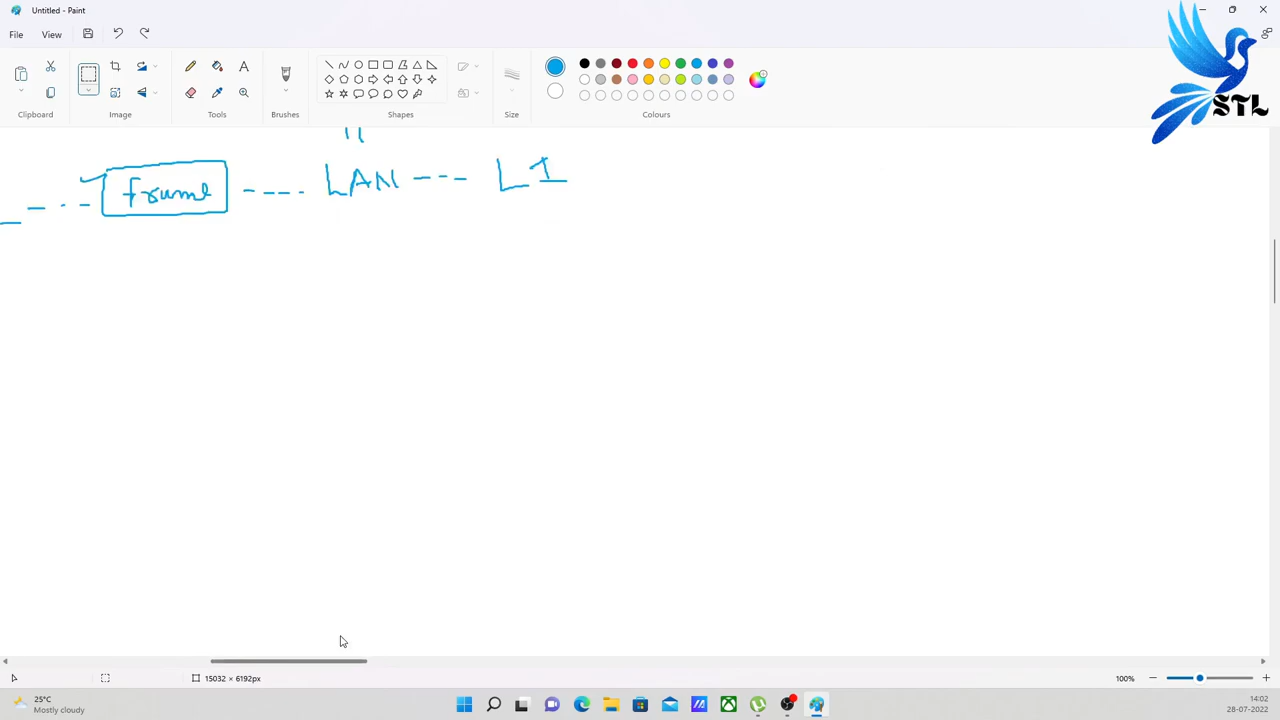 Untitled - Paint
File View
Clipboard Image Tools Brushes Shapes Size Colours
STL
Frame ---- LAN --- L1
15032 × 6192px
100%
25°C
Mostly cloudy
14:02
28-07-2022